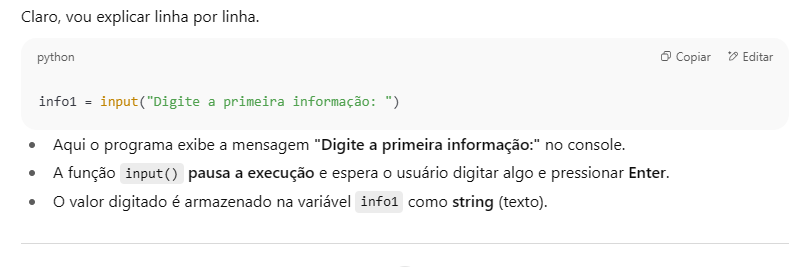 Claro, vou explicar linha por linha.
python Copiar Editar
info1 = input("Digite a primeira informação: ")
Aqui o programa exibe a mensagem "Digite a primeira informação:" no console.
A função input() pausa a execução e espera o usuário digitar algo e pressionar Enter.
O valor digitado é armazenado na variável info1 como string (texto).